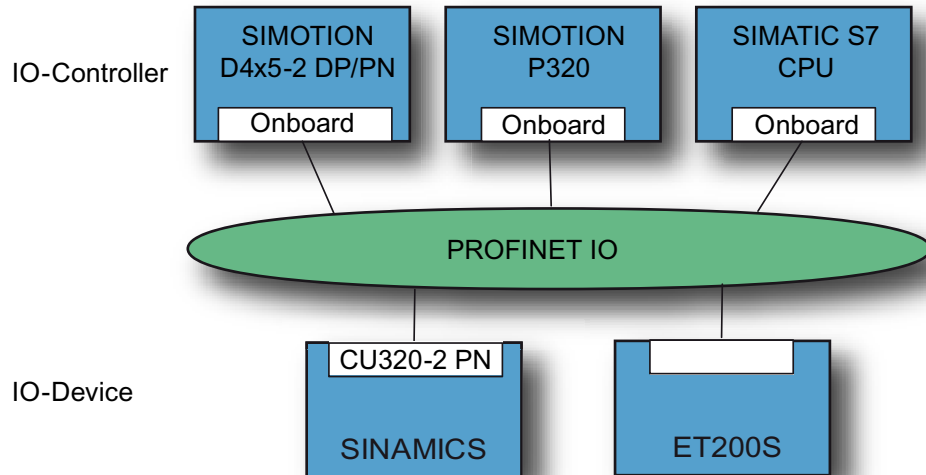 IO-Controller
SIMOTION
D4x5-2 DP/PN
Onboard
SIMOTION
P320
Onboard
SIMATIC S7
CPU
Onboard
PROFINET IO
IO-Device
CU320-2 PN
SINAMICS
ET200S